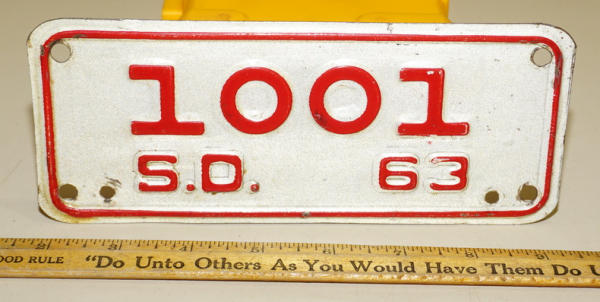 1001
S.D. 63
OOD RULE "Do Unto Others As You Would Have Them Do U